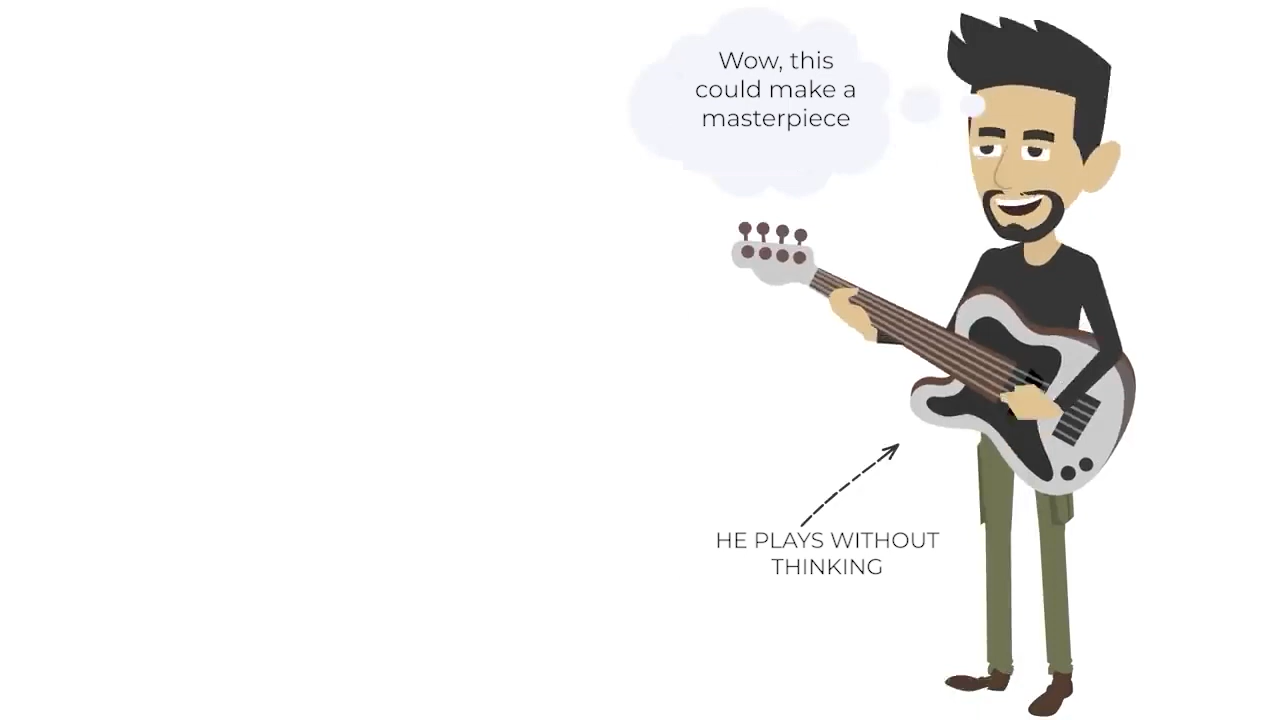 Wow, this
could make a
masterpiece
HE PLAYS WITHOUT
THINKING